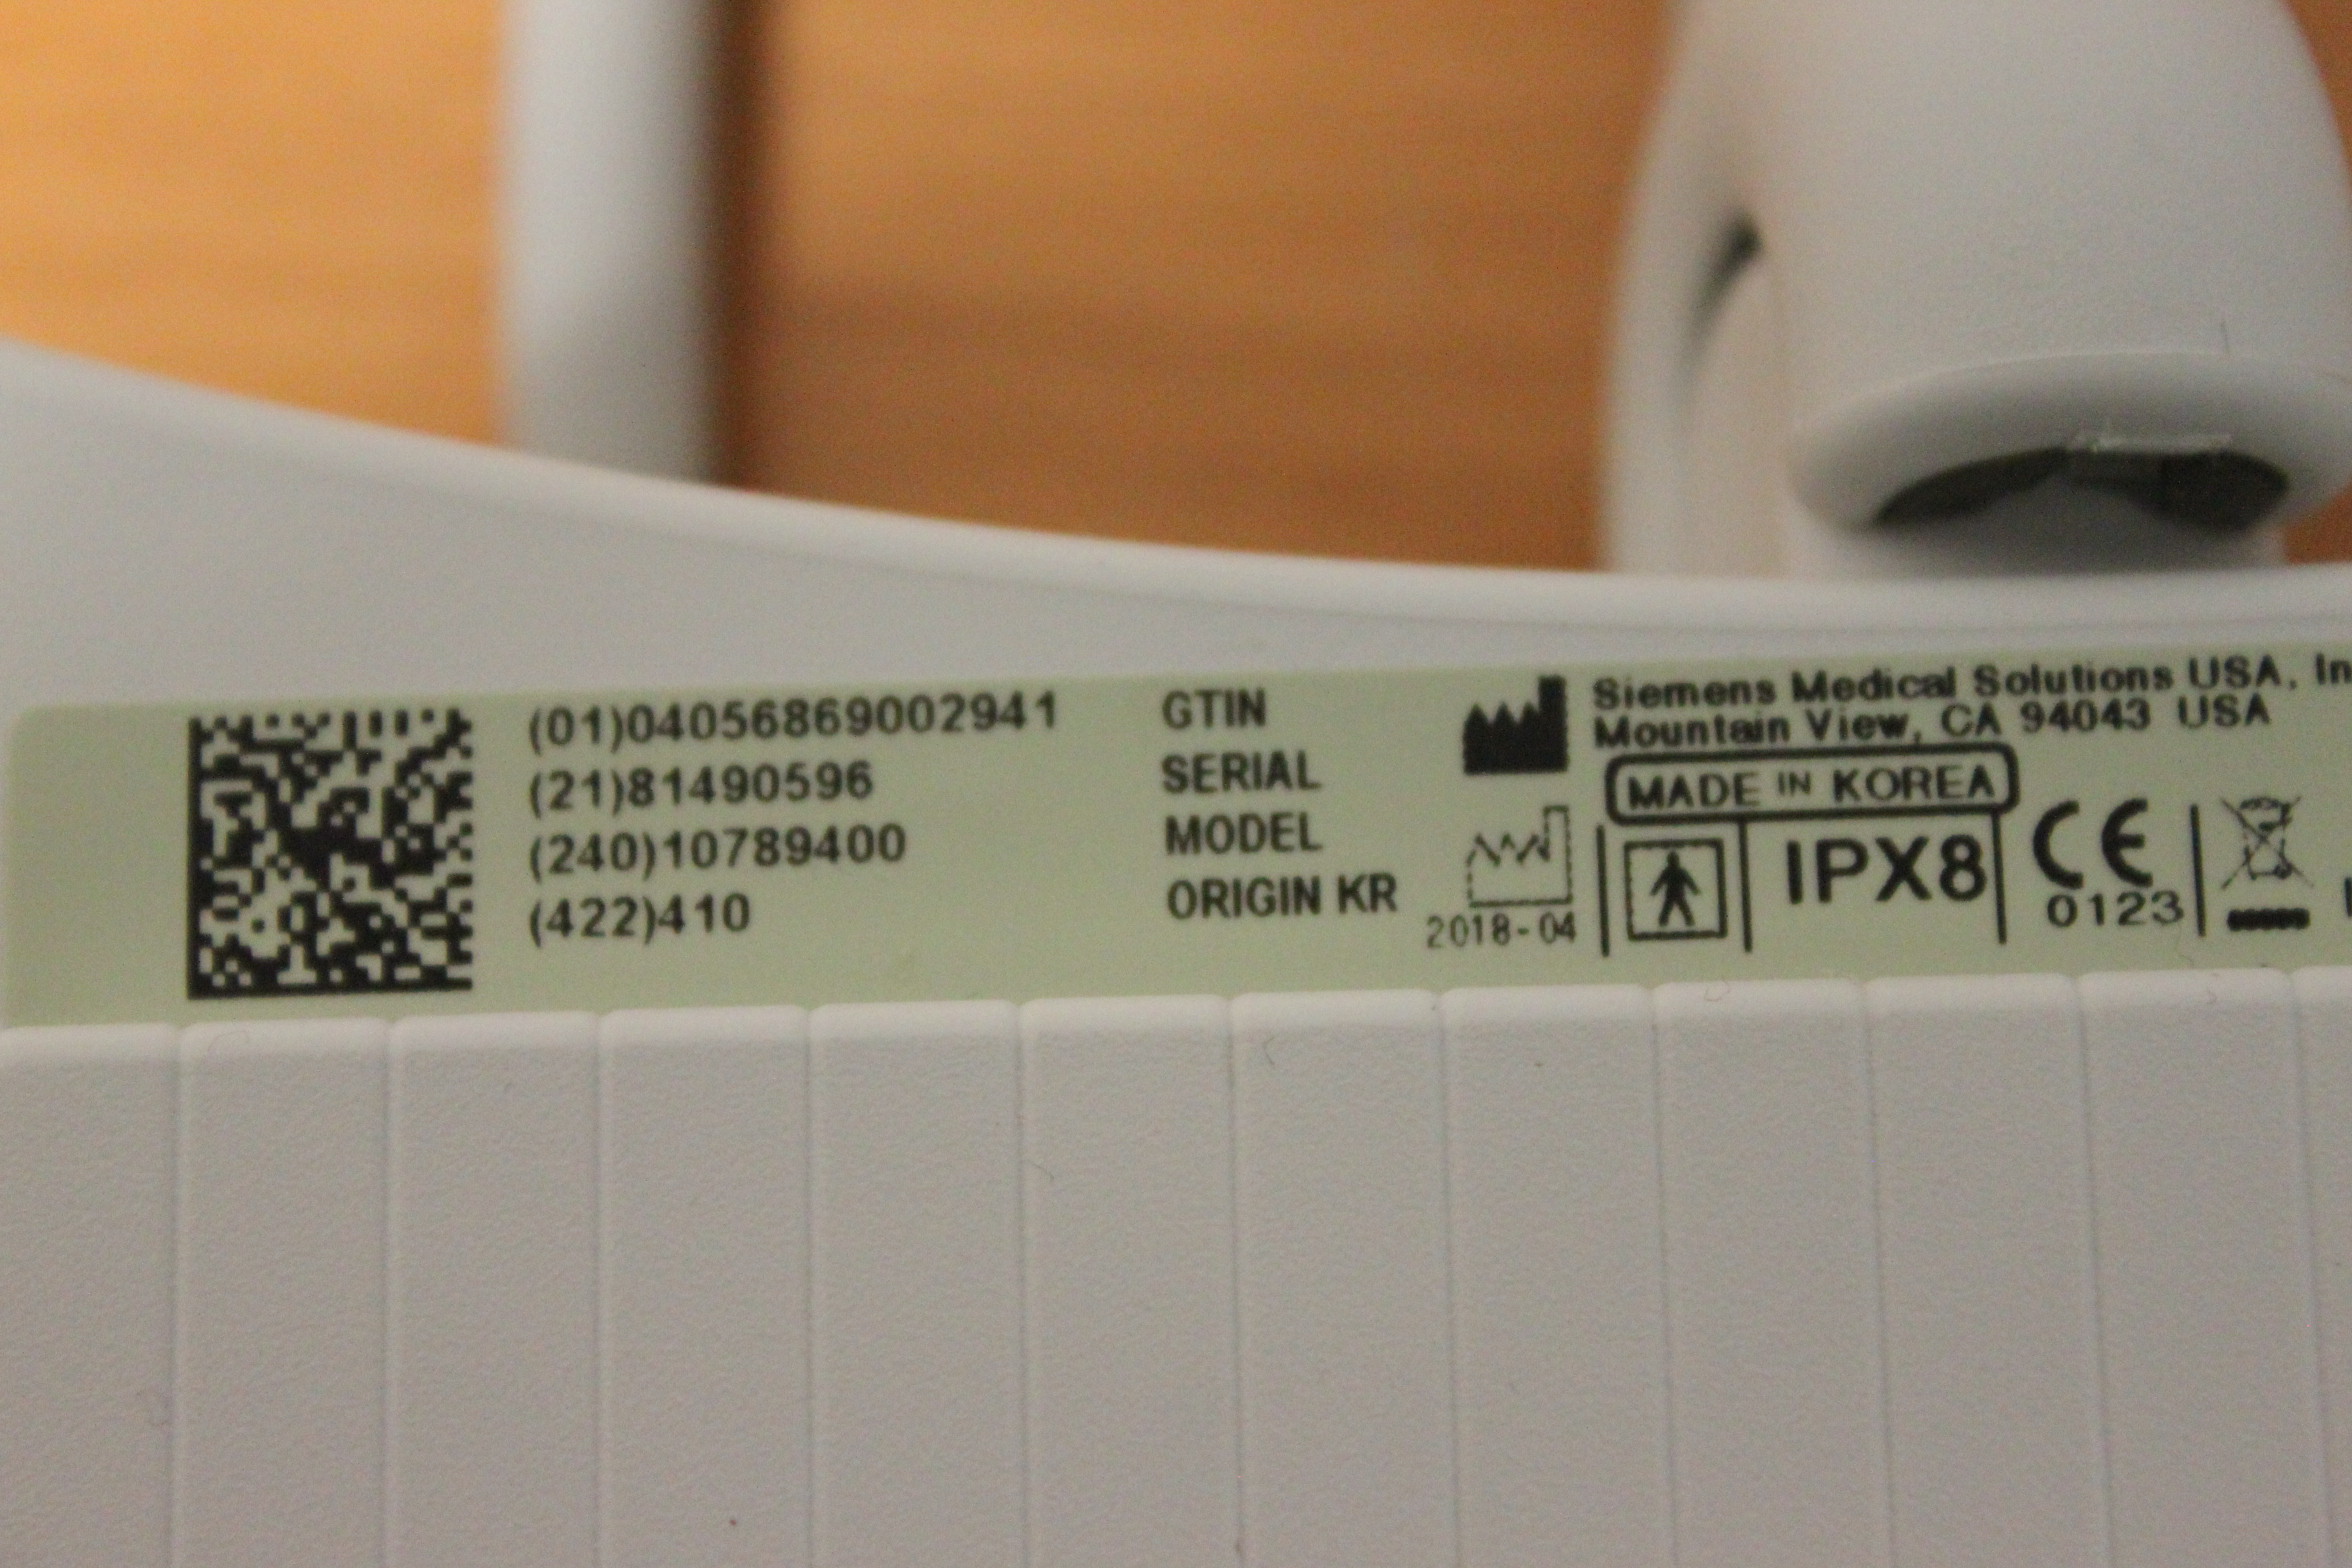 (01)04056869002941 GTIN
(21)81490596 SERIAL
(240)10789400 MODEL
(422)410 ORIGIN KR
2018-04
Siemens Medical Solutions USA, In
Mountain View, CA 94043 USA
MADE IN KOREA
IPX8
CE
0123